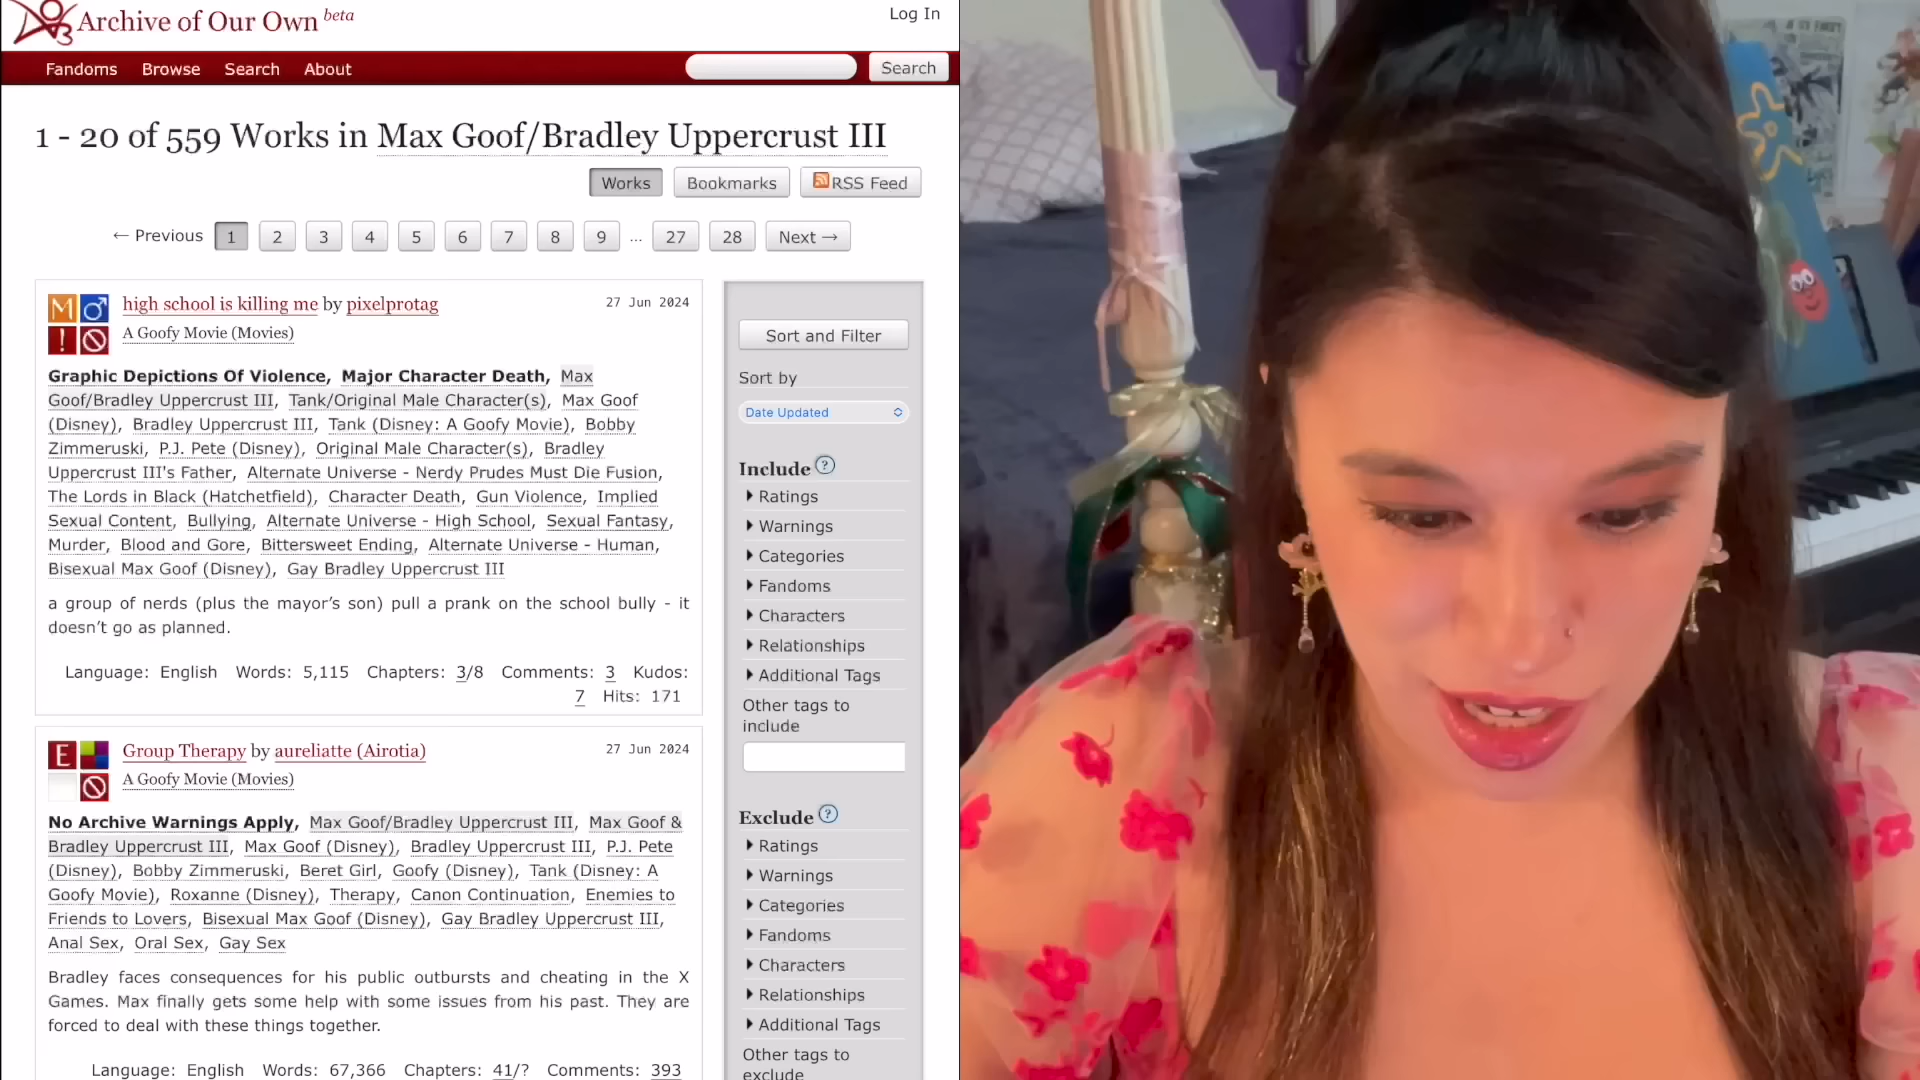 Archive of Our Own beta
Log In
Fandoms Browse Search About
Search
1 - 20 of 559 Works in Max Goof/Bradley Uppercrust III
Works Bookmarks RSS Feed
← Previous 1 2 3 4 5 6 7 8 9 … 27 28 Next →
high school is killing me by pixelprotag
27 Jun 2024
A Goofy Movie (Movies)
Graphic Depictions Of Violence, Major Character Death, Max
Goof/Bradley Uppercrust III, Tank/Original Male Character(s), Max Goof
(Disney), Bradley Uppercrust III, Tank (Disney: A Goofy Movie), Bobby
Zimmeruski, P.J. Pete (Disney), Original Male Character(s), Bradley
Uppercrust III's Father, Alternate Universe - Nerdy Prudes Must Die Fusion,
The Lords in Black (Hatchetfield), Character Death, Gun Violence, Implied
Sexual Content, Bullying, Alternate Universe - High School, Sexual Fantasy,
Murder, Blood and Gore, Bittersweet Ending, Alternate Universe - Human,
Bisexual Max Goof (Disney), Gay Bradley Uppercrust III
a group of nerds (plus the mayor’s son) pull a prank on the school bully - it
doesn’t go as planned.
Language: English Words: 5,115 Chapters: 3/8 Comments: 3 Kudos:
7 Hits: 171
M
!
Group Therapy by aureliatte (Airotia)
27 Jun 2024
A Goofy Movie (Movies)
E
No Archive Warnings Apply, Max Goof/Bradley Uppercrust III, Max Goof &
Bradley Uppercrust III, Max Goof (Disney), Bradley Uppercrust III, P.J. Pete
(Disney), Bobby Zimmeruski, Beret Girl, Goofy (Disney), Tank (Disney: A
Goofy Movie), Roxanne (Disney), Therapy, Canon Continuation, Enemies to
Friends to Lovers, Bisexual Max Goof (Disney), Gay Bradley Uppercrust III,
Anal Sex, Oral Sex, Gay Sex
Bradley faces consequences for his public outbursts and cheating in the X
Games. Max finally gets some help with some issues from his past. They are
forced to deal with these things together.
Language: English Words: 67,366 Chapters: 41/? Comments: 393
Sort and Filter
Sort by
Date Updated
Include ?
Ratings
Warnings
Categories
Fandoms
Characters
Relationships
Additional Tags
Other tags to
include
Exclude ?
Ratings
Warnings
Categories
Fandoms
Characters
Relationships
Additional Tags
Other tags to
exclude